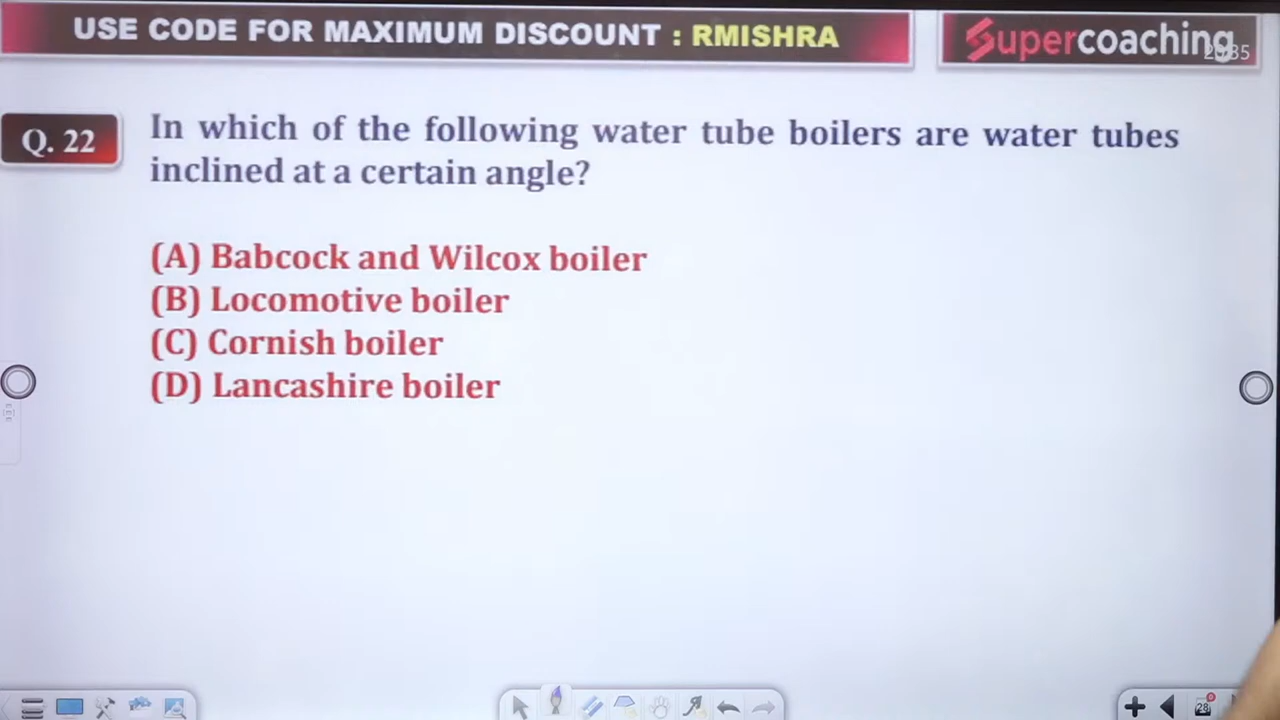 USE CODE FOR MAXIMUM DISCOUNT : RMISHRA
Supercoaching
Q. 22
In which of the following water tube boilers are water tubes
inclined at a certain angle?
(A) Babcock and Wilcox boiler
(B) Locomotive boiler
(C) Cornish boiler
(D) Lancashire boiler
28